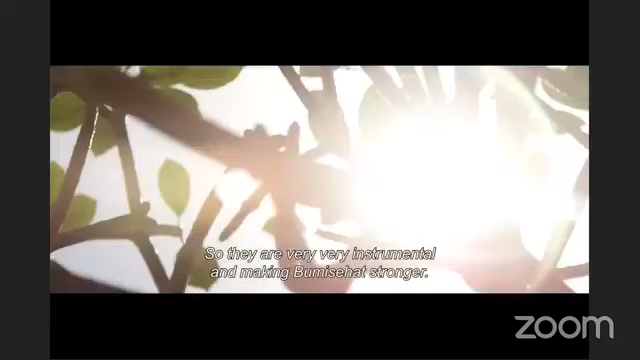 So they are very very instrumental
and making Bumisehat stronger.
zoom